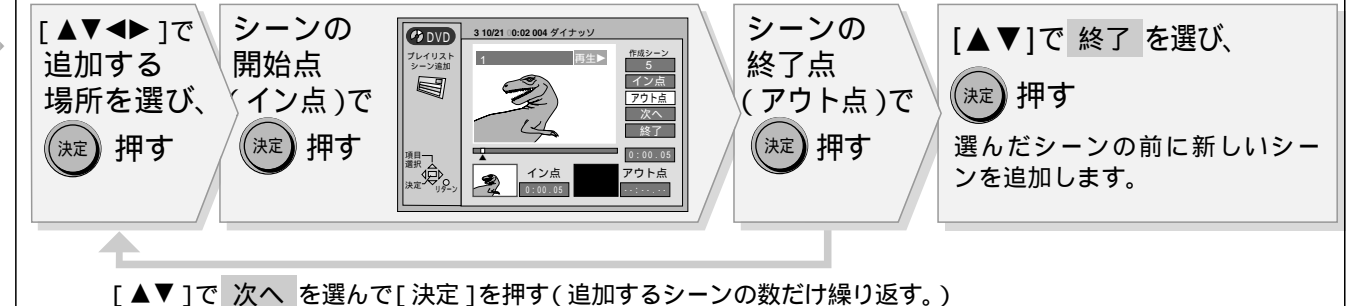 [ ▲▼◀▶ ]で
追加する
場所を選び、
決定 押す
シーンの
開始点
( イン点 )で
決定 押す
DVD
プレイリスト
シーン追加
項目
選択
決定
リターン
3 10/21 0:02 004 ダイナッソ
1 再生▶
作成シーン
5
イン点
アウト点
次へ
終了
0:00.05
イン点
0:00.05
アウト点
--:--.--
シーンの
終了点
( アウト点 )で
決定 押す
[▲▼]で 終了 を選び、
決定 押す
選んだシーンの前に新しいシー
ンを追加します。
[ ▲▼ ]で 次へ を選んで[ 決定 ]を押す( 追加するシーンの数だけ繰り返す。)